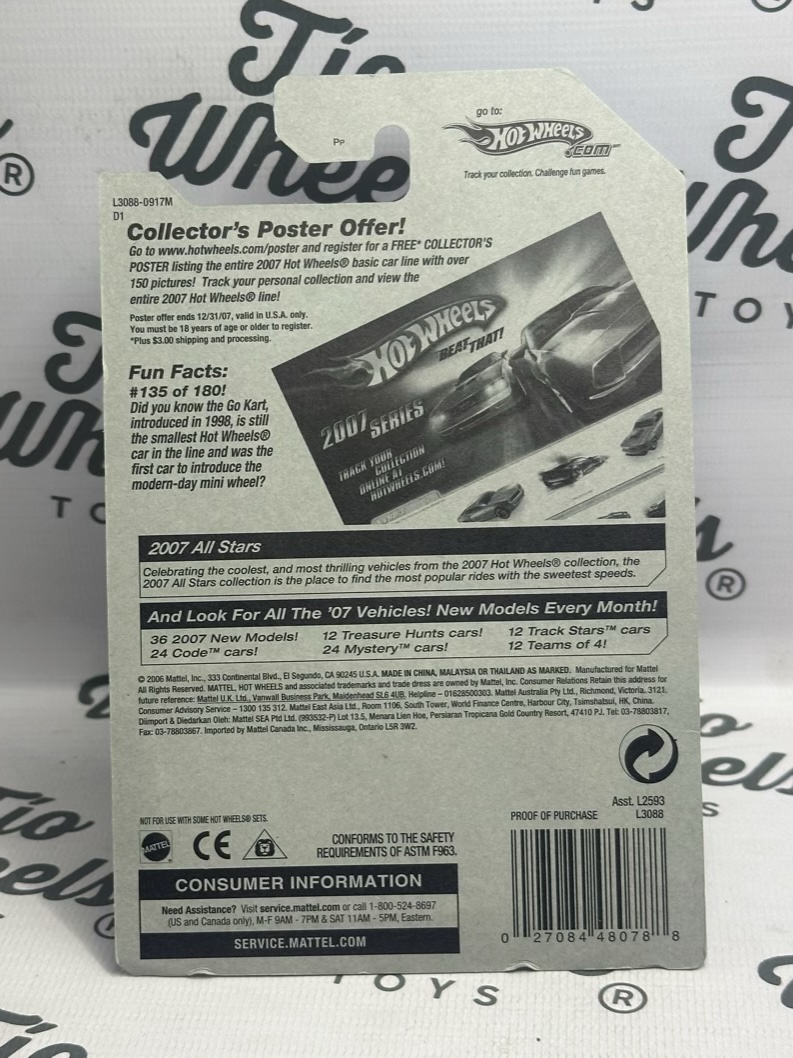 Tio
Wheels
®
TOYS
PP
go to:
HOT WHEELS
.COM™
Track your collection. Challenge fun games.
L3088-0917M
D1
Collector's Poster Offer!
Go to www.hotwheels.com/poster and register for a FREE* COLLECTOR'S
POSTER listing the entire 2007 Hot Wheels® basic car line with over
150 pictures! Track your personal collection and view the
entire 2007 Hot Wheels® line!
Poster offer ends 12/31/07, valid in U.S.A. only.
You must be 18 years of age or older to register.
*Plus $3.00 shipping and processing.
HOT WHEELS
BEAT THAT!
2007 SERIES
TRACK YOUR
COLLECTION
ONLINE AT
HOTWHEELS.COM!
Fun Facts:
#135 of 180!
Did you know the Go Kart,
introduced in 1998, is still
the smallest Hot Wheels®
car in the line and was the
first car to introduce the
modern-day mini wheel?
2007 All Stars
Celebrating the coolest, and most thrilling vehicles from the 2007 Hot Wheels® collection, the
2007 All Stars collection is the place to find the most popular rides with the sweetest speeds.
And Look For All The '07 Vehicles! New Models Every Month!
36 2007 New Models! 12 Treasure Hunts cars! 12 Track Stars™ cars
24 Code™ cars! 24 Mystery™ cars! 12 Teams of 4!
© 2006 Mattel, Inc., 333 Continental Blvd., El Segundo, CA 90245 U.S.A. MADE IN CHINA, MALAYSIA OR THAILAND AS MARKED. Manufactured for Mattel
All Rights Reserved. MATTEL, HOT WHEELS and associated trademarks and trade dress are owned by Mattel, Inc. Consumer Relations Retain this address for
future reference: Mattel U.K. Ltd., Vanwall Business Park, Maidenhead SL6 4UB. Helpline - 01628500303. Mattel Australia Pty Ltd., Richmond, Victoria. 3121.
Consumer Advisory Service - 1300 135 312. Mattel East Asia Ltd., Room 1106, South Tower, World Finance Centre, Harbour City, Tsimshatsui, HK, China.
Diimport & Diedarkan Oleh: Mattel SEA Ptd Ltd. (993532-P) Lot 13.5, Menara Lien Hoe, Persiaran Tropicana Gold Country Resort, 47410 PJ. Tel: 03-78803817,
Fax: 03-78803867. Imported by Mattel Canada Inc., Mississauga, Ontario L5R 3W2.
Asst. L2593
L3088
PROOF OF PURCHASE
NOT FOR USE WITH SOME HOT WHEELS® SETS.
MATTEL
CE
CONFORMS TO THE SAFETY
REQUIREMENTS OF ASTM F963.
CONSUMER INFORMATION
Need Assistance? Visit service.mattel.com or call 1-800-524-8697
(US and Canada only), M-F 9AM - 7PM & SAT 11AM - 5PM, Eastern.
SERVICE.MATTEL.COM
0 27084 48078 8
TOYS ®